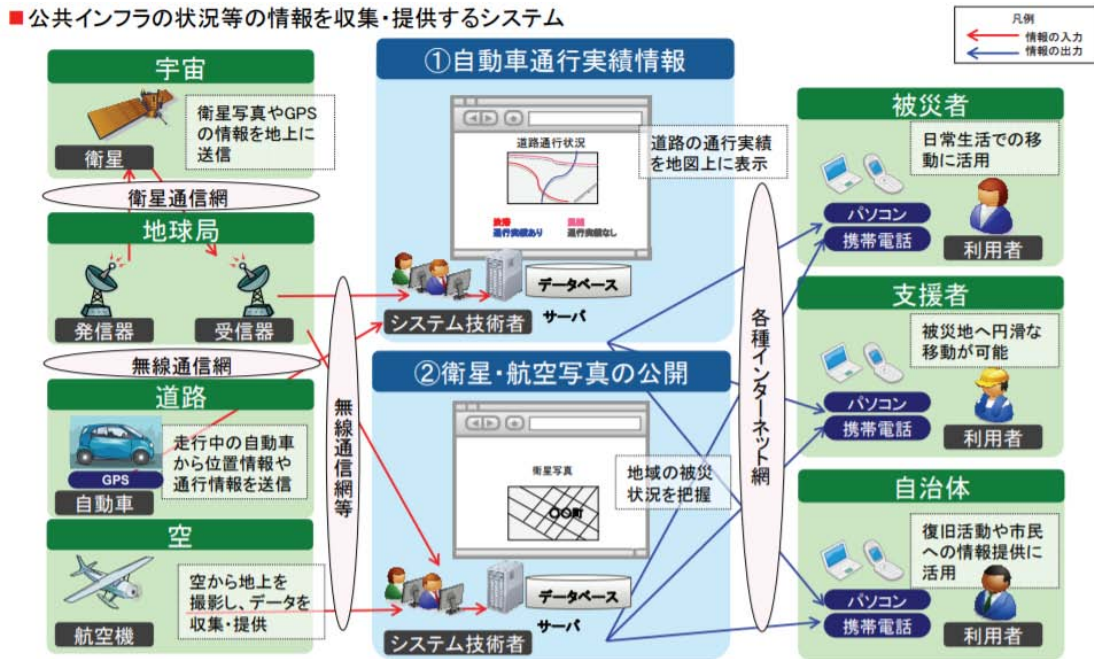 ■公共インフラの状況等の情報を収集・提供するシステム
凡例
情報の入力
情報の出力
宇宙
衛星写真やGPS
の情報を地上に
送信
衛星
衛星通信網
地球局
発信器
受信器
無線通信網
道路
走行中の自動車
から位置情報や
通行情報を送信
GPS
自動車
空
空から地上を
撮影し、データを
収集・提供
航空機
無線通信網等
①自動車通行実績情報
道路通行状況
道路の通行実績
を地図上に表示
渋滞
混雑
通行実績あり
通行実績なし
データベース
サーバ
システム技術者
②衛星・航空写真の公開
衛星写真
〇〇町
地域の被災
状況を把握
データベース
サーバ
システム技術者
各種インターネット網
被災者
日常生活での移
動に活用
パソコン
携帯電話
利用者
支援者
被災地へ円滑な
移動が可能
パソコン
携帯電話
利用者
自治体
復旧活動や市民
への情報提供に
活用
パソコン
携帯電話
利用者